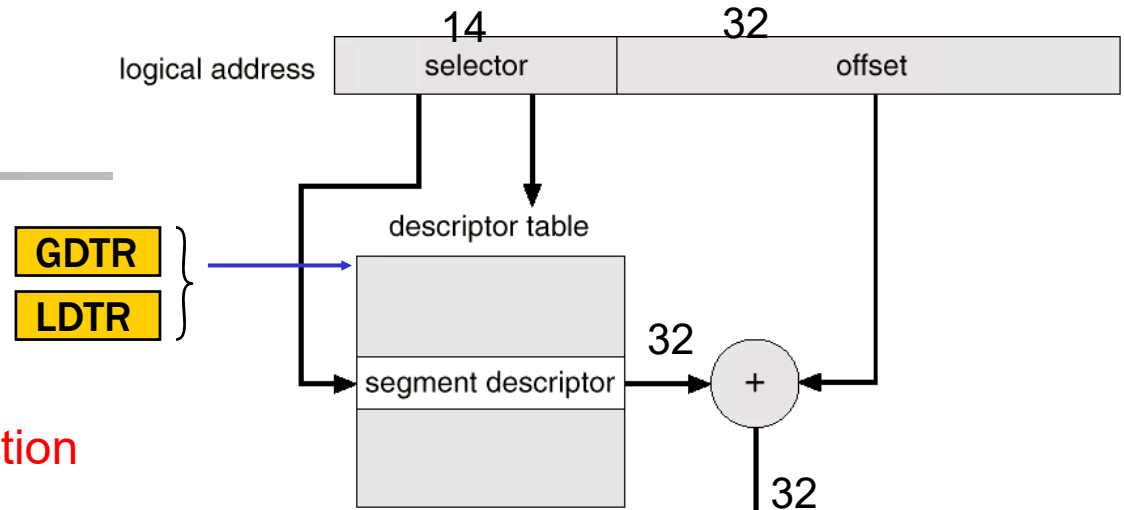 14
32
logical address
selector
offset
descriptor table
GDTR
LDTR
32
segment descriptor
+
tion
32